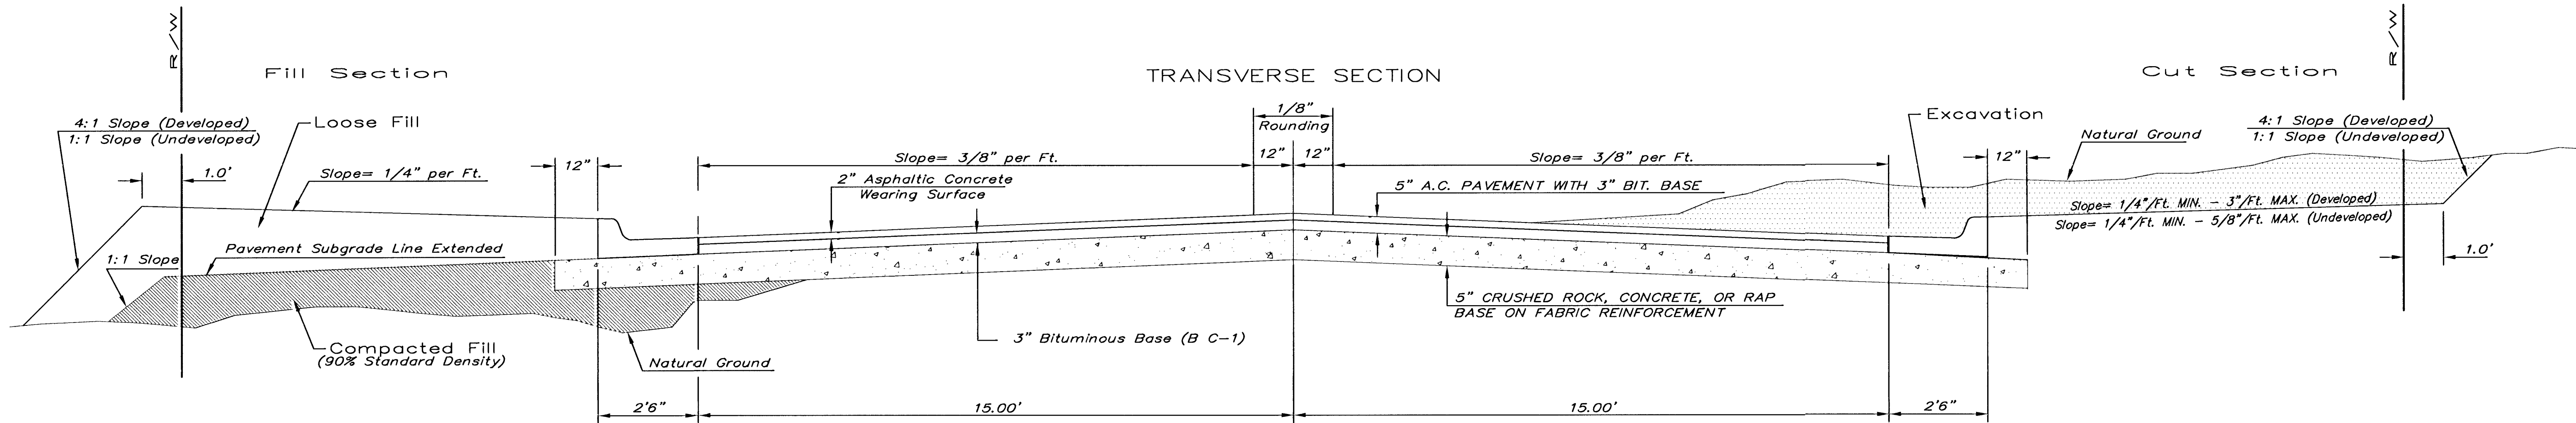 R/W
Fill Section
TRANSVERSE SECTION
Cut Section
R/W
4:1 Slope (Developed)
1:1 Slope (Undeveloped)
Loose Fill
1/8"
Rounding
Excavation
Natural Ground
4:1 Slope (Developed)
1:1 Slope (Undeveloped)
1.0'
Slope= 1/4" per Ft.
12"
Slope= 3/8" per Ft.
12"
12"
Slope= 3/8" per Ft.
12"
2" Asphaltic Concrete
Wearing Surface
5" A.C. PAVEMENT WITH 3" BIT. BASE
Slope= 1/4"/Ft. MIN. - 3"/Ft. MAX. (Developed)
Slope= 1/4"/Ft. MIN. - 5/8"/Ft. MAX. (Undeveloped)
Pavement Subgrade Line Extended
1:1 Slope
1.0'
5" CRUSHED ROCK, CONCRETE, OR RAP
BASE ON FABRIC REINFORCEMENT
3" Bituminous Base (B C-1)
Compacted Fill
(90% Standard Density)
Natural Ground
2'6"
15.00'
15.00'
2'6"